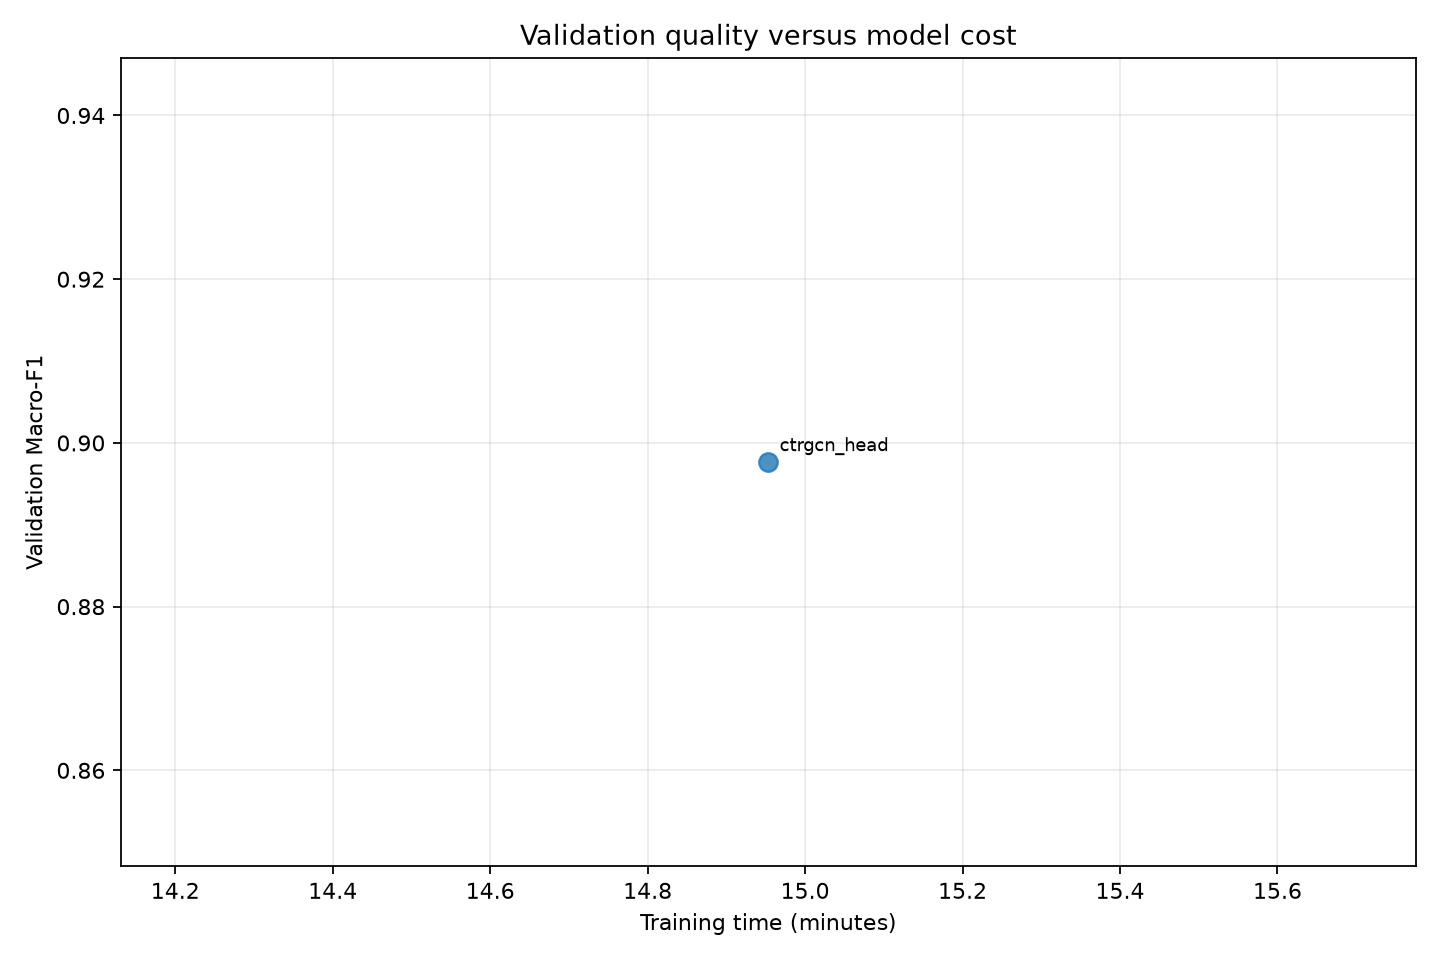 Validation quality versus model cost
0.94
0.92
0.90
0.88
0.86
Validation Macro-F1
ctrgcn_head
14.2 14.4 14.6 14.8 15.0 15.2 15.4 15.6
Training time (minutes)